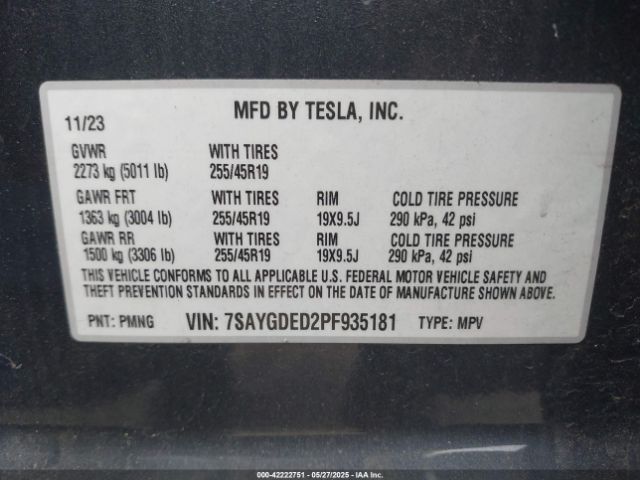 MFD BY TESLA, INC.
11/23
GVWR WITH TIRES
2273 kg (5011 lb) 255/45R19
GAWR FRT WITH TIRES RIM COLD TIRE PRESSURE
1363 kg (3004 lb) 255/45R19 19X9.5J 290 kPa, 42 psi
GAWR RR WITH TIRES RIM COLD TIRE PRESSURE
1500 kg (3306 lb) 255/45R19 19X9.5J 290 kPa, 42 psi
THIS VEHICLE CONFORMS TO ALL APPLICABLE U.S. FEDERAL MOTOR VEHICLE SAFETY AND
THEFT PREVENTION STANDARDS IN EFFECT ON THE DATE OF MANUFACTURE SHOWN ABOVE.
PNT: PMNG VIN: 7SAYGDED2PF935181 TYPE: MPV
000-42222751 - 05/27/2025 - IAA Inc.